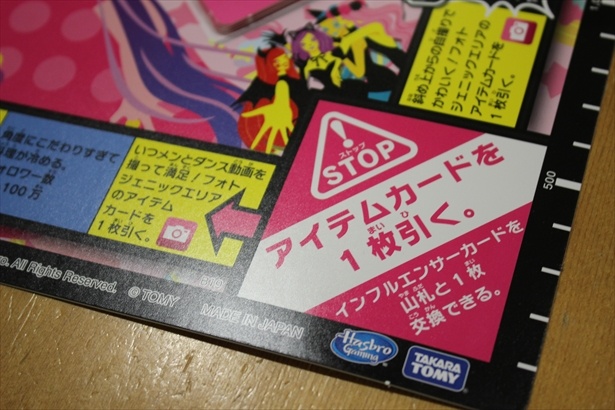 斜め上からの自撮りで
かわいく!フォト
ジェニックエリアの
アイテムカードを
1枚引く。
角度にこだわりすぎて
料理が冷める。
100万
いつメンとダンス動画を
撮って満足!フォト
ジェニックエリア
のアイテム
カードを
1枚引く。
ストップ
STOP
アイテムカードを
1枚引く。
まい ひ
インフルエンサーカードを
やまふだ まい
山札と1枚
こうかん
交換できる。
500
All Rights Reserved.
© TOMY
MADE IN JAPAN
Hasbro
Gaming
TAKARA
TOMY